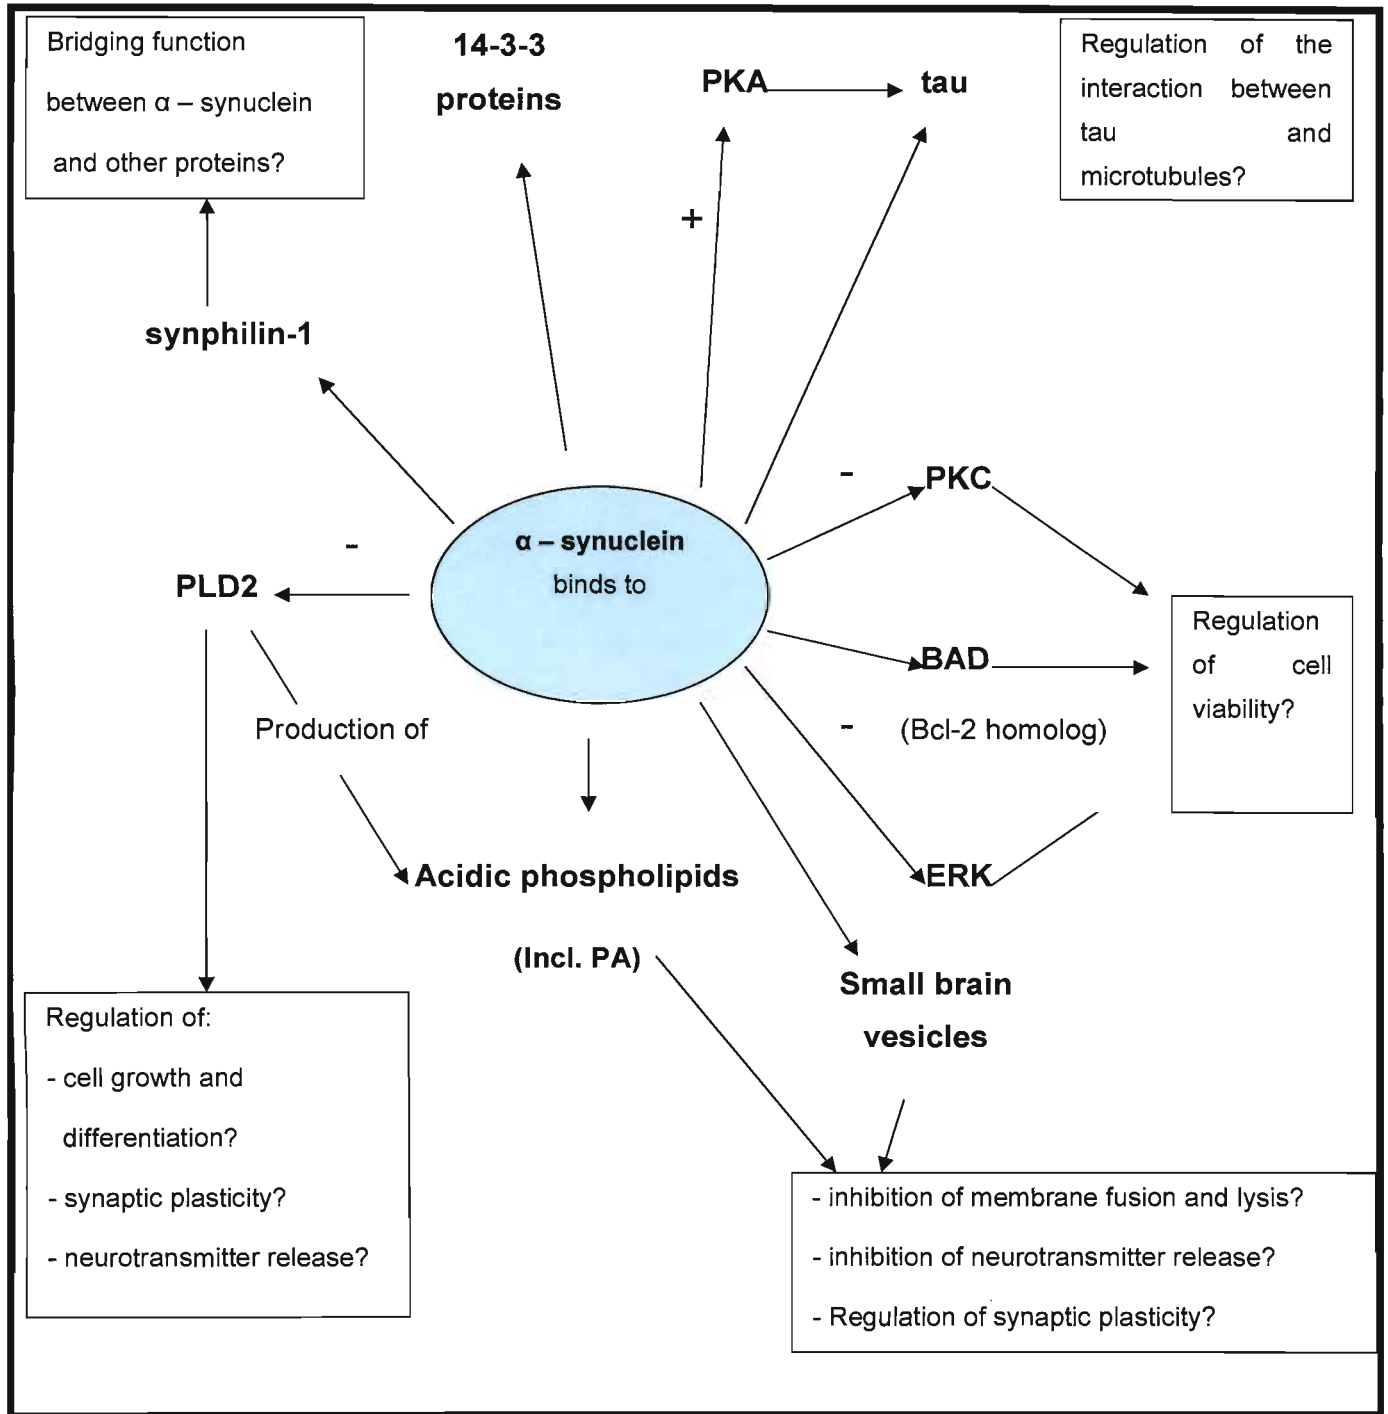 Bridging function
between α – synuclein
and other proteins?
14-3-3
proteins
PKA
tau
Regulation of the
interaction between
tau and
microtubules?
+
synphilin-1
-
PKC
α – synuclein
binds to
-
PLD2
Regulation
of cell
viability?
BAD
-
(Bcl-2 homolog)
Production of
Acidic phospholipids
(Incl. PA)
ERK
Small brain
vesicles
Regulation of:
- cell growth and
differentiation?
- synaptic plasticity?
- neurotransmitter release?
- inhibition of membrane fusion and lysis?
- inhibition of neurotransmitter release?
- Regulation of synaptic plasticity?